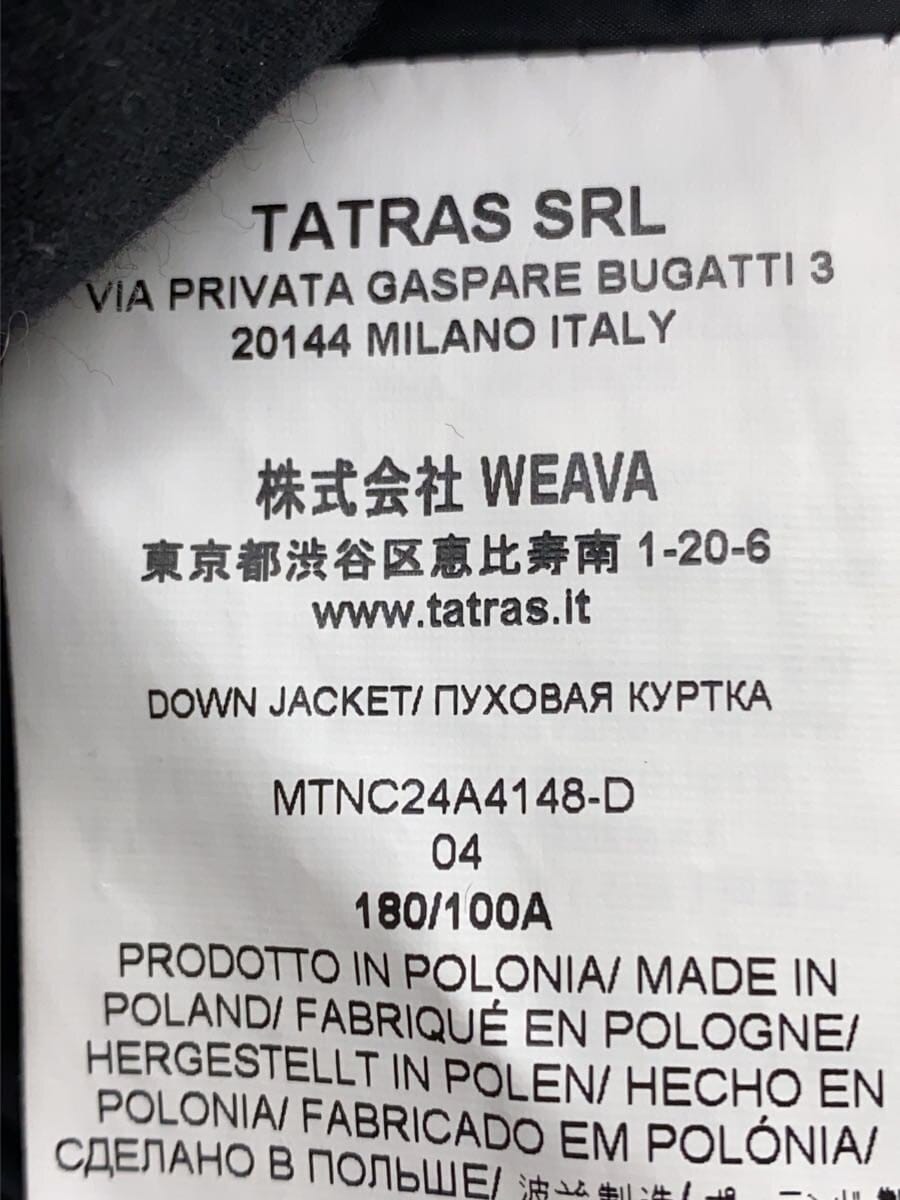 TATRAS SRL
VIA PRIVATA GASPARE BUGATTI 3
20144 MILANO ITALY
株式会社 WEAVA
東京都渋谷区恵比寿南 1-20-6
www.tatras.it
DOWN JACKET/ ПУХОВАЯ КУРТКА
MTNC24A4148-D
04
180/100A
PRODOTTO IN POLONIA/ MADE IN
POLAND/ FABRIQUÉ EN POLOGNE/
HERGESTELLT IN POLEN/ HECHO EN
POLONIA/ FABRICADO EM POLÓNIA/
СДЕЛАНО В ПОЛЬШЕ/